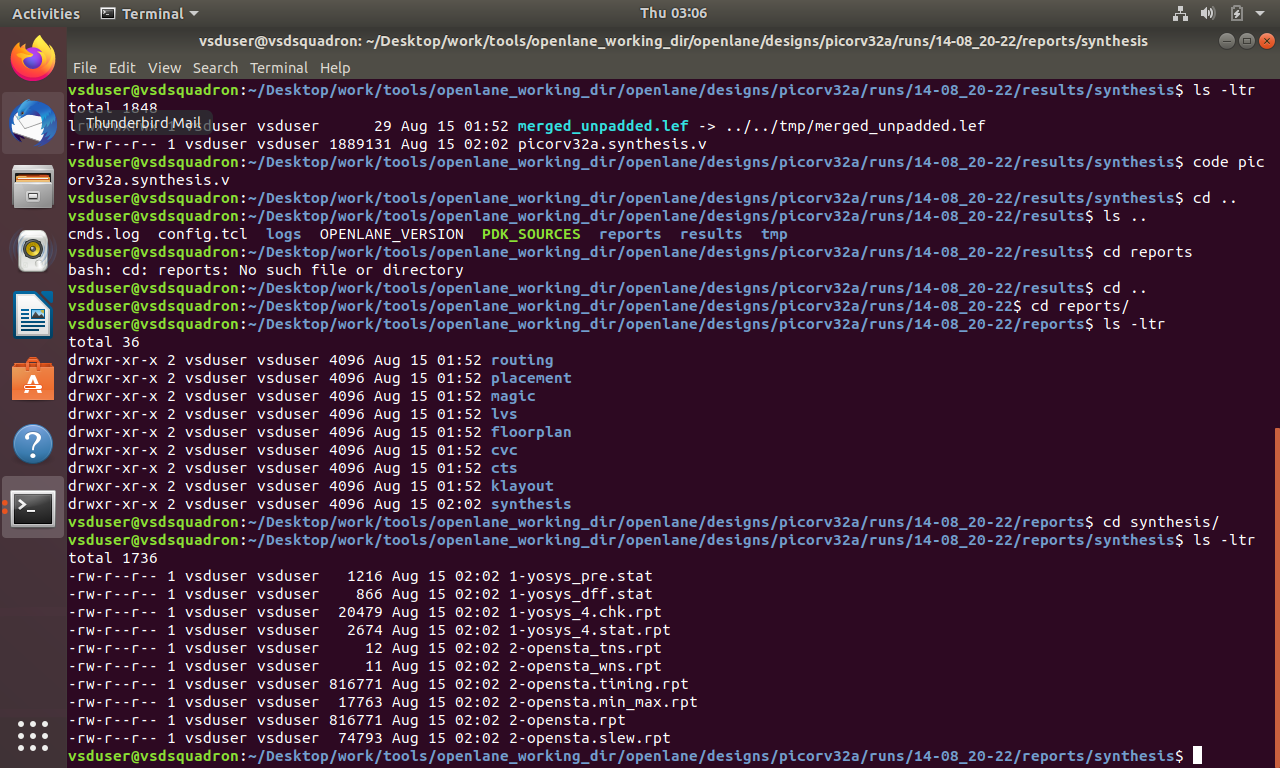 Activities Terminal Thu 03:06
vsduser@vsdsquadron: ~/Desktop/work/tools/openlane_working_dir/openlane/designs/picorv32a/runs/14-08_20-22/reports/synthesis
File Edit View Search Terminal Help
vsduser@vsdsquadron:~/Desktop/work/tools/openlane_working_dir/openlane/designs/picorv32a/runs/14-08_20-22/results/synthesis$ ls -ltr
total 1848
Thunderbird Mail
lrwxrwxrwx 1 vsduser vsduser      29 Aug 15 01:52 merged_unpadded.lef -> ../../tmp/merged_unpadded.lef
-rw-r--r-- 1 vsduser vsduser 1889131 Aug 15 02:02 picorv32a.synthesis.v
vsduser@vsdsquadron:~/Desktop/work/tools/openlane_working_dir/openlane/designs/picorv32a/runs/14-08_20-22/results/synthesis$ code pic
orv32a.synthesis.v
vsduser@vsdsquadron:~/Desktop/work/tools/openlane_working_dir/openlane/designs/picorv32a/runs/14-08_20-22/results/synthesis$ cd ..
vsduser@vsdsquadron:~/Desktop/work/tools/openlane_working_dir/openlane/designs/picorv32a/runs/14-08_20-22/results$ ls ..
cmds.log  config.tcl  logs  OPENLANE_VERSION  PDK_SOURCES  reports  results  tmp
vsduser@vsdsquadron:~/Desktop/work/tools/openlane_working_dir/openlane/designs/picorv32a/runs/14-08_20-22/results$ cd reports
bash: cd: reports: No such file or directory
vsduser@vsdsquadron:~/Desktop/work/tools/openlane_working_dir/openlane/designs/picorv32a/runs/14-08_20-22/results$ cd ..
vsduser@vsdsquadron:~/Desktop/work/tools/openlane_working_dir/openlane/designs/picorv32a/runs/14-08_20-22$ cd reports/
vsduser@vsdsquadron:~/Desktop/work/tools/openlane_working_dir/openlane/designs/picorv32a/runs/14-08_20-22/reports$ ls -ltr
total 36
drwxr-xr-x 2 vsduser vsduser 4096 Aug 15 01:52 routing
drwxr-xr-x 2 vsduser vsduser 4096 Aug 15 01:52 placement
drwxr-xr-x 2 vsduser vsduser 4096 Aug 15 01:52 magic
drwxr-xr-x 2 vsduser vsduser 4096 Aug 15 01:52 lvs
drwxr-xr-x 2 vsduser vsduser 4096 Aug 15 01:52 floorplan
drwxr-xr-x 2 vsduser vsduser 4096 Aug 15 01:52 cvc
drwxr-xr-x 2 vsduser vsduser 4096 Aug 15 01:52 cts
drwxr-xr-x 2 vsduser vsduser 4096 Aug 15 01:52 klayout
drwxr-xr-x 2 vsduser vsduser 4096 Aug 15 02:02 synthesis
vsduser@vsdsquadron:~/Desktop/work/tools/openlane_working_dir/openlane/designs/picorv32a/runs/14-08_20-22/reports$ cd synthesis/
vsduser@vsdsquadron:~/Desktop/work/tools/openlane_working_dir/openlane/designs/picorv32a/runs/14-08_20-22/reports/synthesis$ ls -ltr
total 1736
-rw-r--r-- 1 vsduser vsduser   1216 Aug 15 02:02 1-yosys_pre.stat
-rw-r--r-- 1 vsduser vsduser    866 Aug 15 02:02 1-yosys_dff.stat
-rw-r--r-- 1 vsduser vsduser  20479 Aug 15 02:02 1-yosys_4.chk.rpt
-rw-r--r-- 1 vsduser vsduser   2674 Aug 15 02:02 1-yosys_4.stat.rpt
-rw-r--r-- 1 vsduser vsduser     12 Aug 15 02:02 2-opensta_tns.rpt
-rw-r--r-- 1 vsduser vsduser     11 Aug 15 02:02 2-opensta_wns.rpt
-rw-r--r-- 1 vsduser vsduser 816771 Aug 15 02:02 2-opensta.timing.rpt
-rw-r--r-- 1 vsduser vsduser  17763 Aug 15 02:02 2-opensta.min_max.rpt
-rw-r--r-- 1 vsduser vsduser 816771 Aug 15 02:02 2-opensta.rpt
-rw-r--r-- 1 vsduser vsduser  74793 Aug 15 02:02 2-opensta.slew.rpt
vsduser@vsdsquadron:~/Desktop/work/tools/openlane_working_dir/openlane/designs/picorv32a/runs/14-08_20-22/reports/synthesis$